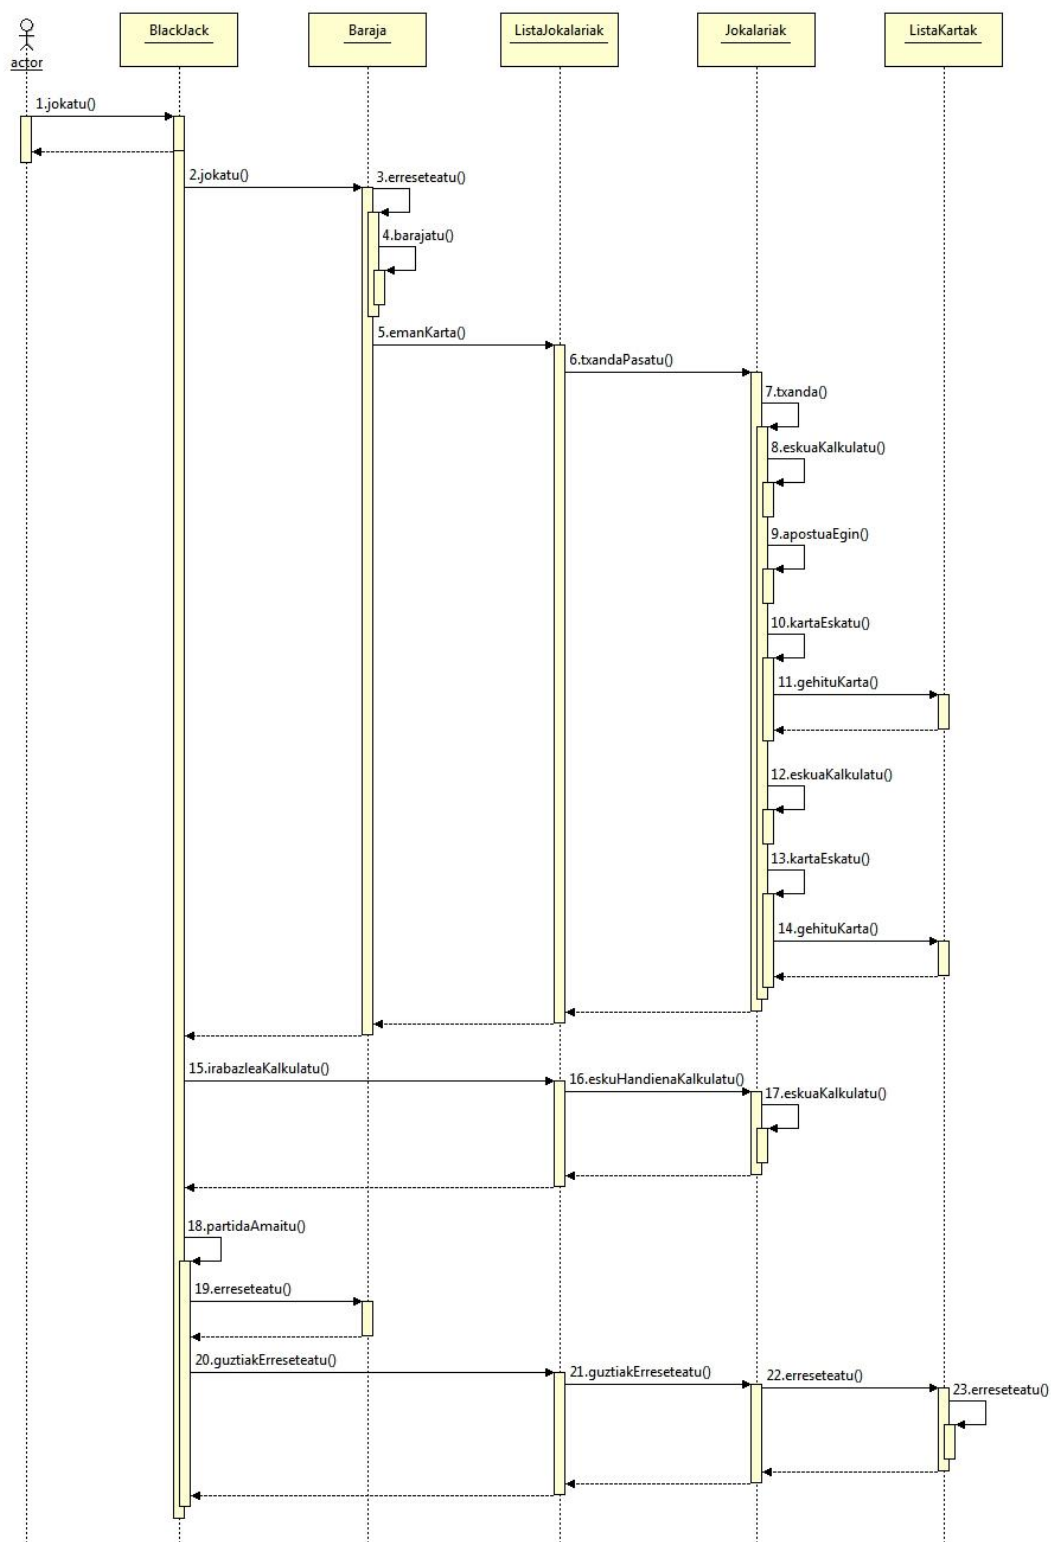 BlackJack
Baraja
ListaJokalariak
Jokalariak
ListaKartak
actor
1.jokatu()
2.jokatu()
3.erreseteatu()
4.barajatu()
5.emanKarta()
6.txandaPasatu()
7.txanda()
8.eskuaKalkulatu()
9.apostuaEgin()
10.kartaEskatu()
11.gehituKarta()
12.eskuaKalkulatu()
13.kartaEskatu()
14.gehituKarta()
15.irabazleaKalkulatu()
16.eskuHandienaKalkulatu()
17.eskuaKalkulatu()
18.partidaAmaitu()
19.erreseteatu()
20.guztiakErreseteatu()
21.guztiakErreseteatu()
22.erreseteatu()
23.erreseteatu()